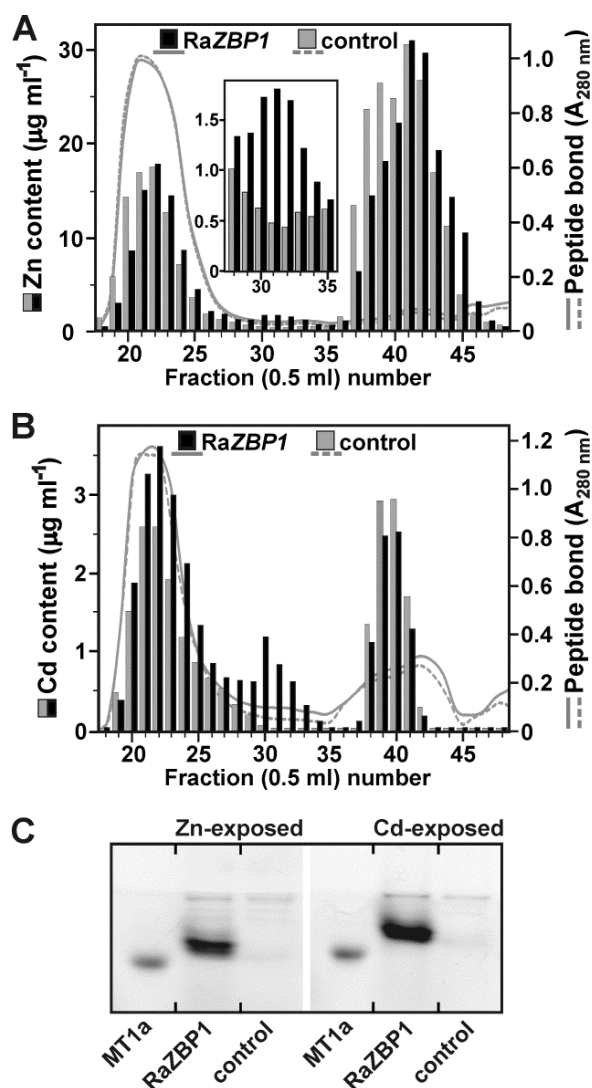 A
RaZBP1 control
Zn content (µg ml-1)
30
20
10
0
1.5
1
0.5
0
30 35
1.0
0.8
0.6
0.4
0.2
0
Peptide bond (A280 nm)
20 25 30 35 40 45
Fraction (0.5 ml) number
B
RaZBP1 control
Cd content (µg ml-1)
3
2
1
0
1.2
1.0
0.8
0.6
0.4
0.2
0
Peptide bond (A280 nm)
20 25 30 35 40 45
Fraction (0.5 ml) number
C
Zn-exposed Cd-exposed
MT1a RaZBP1 control MT1a RaZBP1 control